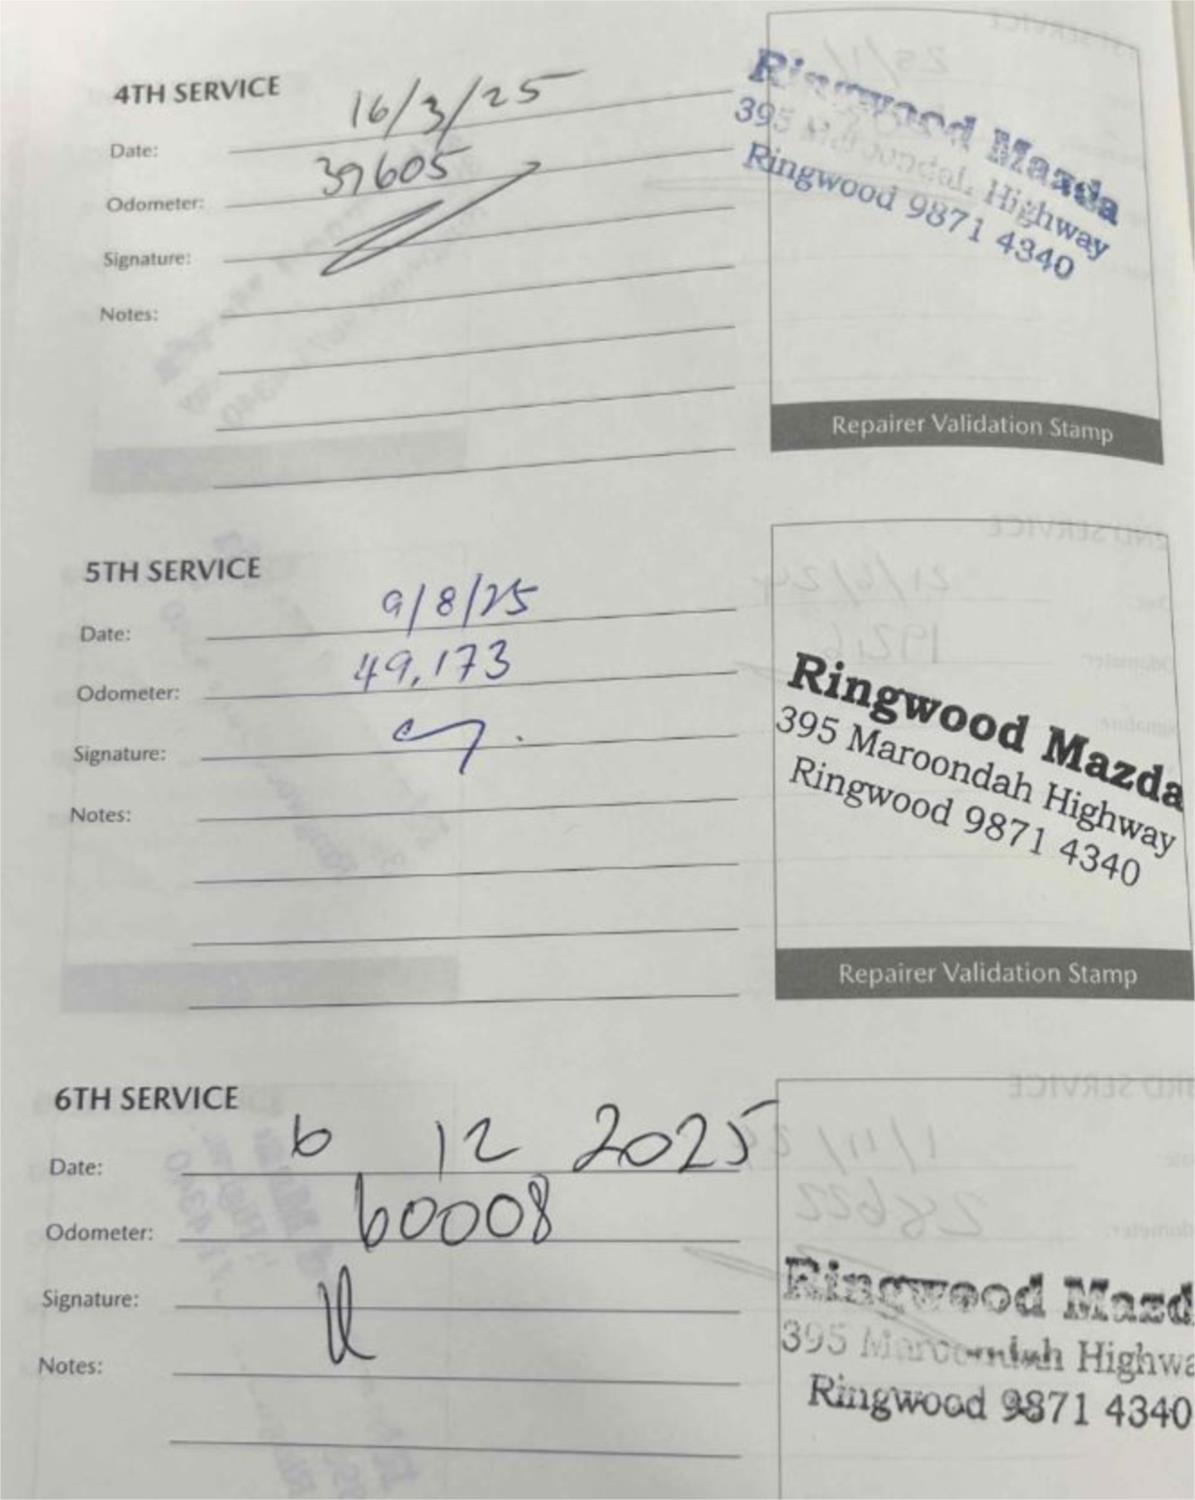 4TH SERVICE
Date: 16/3/25
Odometer: 39605
Signature:
Notes:
Ringwood Mazda
395 Maroondah Highway
Ringwood 9871 4340
Repairer Validation Stamp
5TH SERVICE
Date: 9/8/25
Odometer: 49,173
Signature:
Notes:
Ringwood Mazda
395 Maroondah Highway
Ringwood 9871 4340
Repairer Validation Stamp
6TH SERVICE
Date: 6 12 2025
Odometer: 60008
Signature:
Notes:
Ringwood Mazd
395 Maroondah Highwa
Ringwood 9871 4340